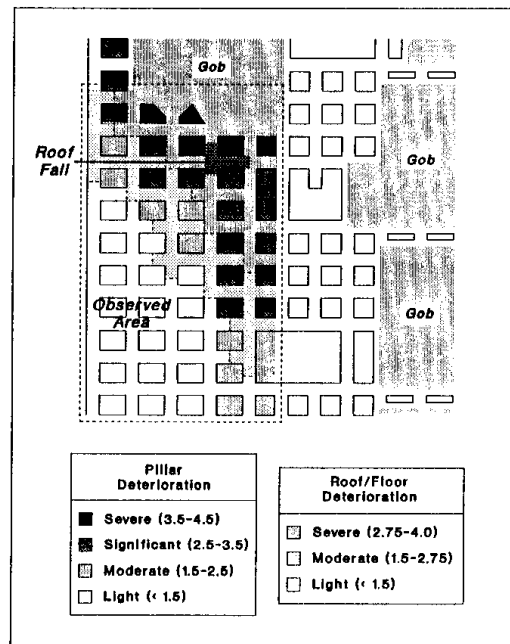 Gob
Roof
Fall
Gob
Observed
Area
Gob
Pillar
Deterioration
Severe (3.5-4.5)
Significant (2.5-3.5)
Moderate (1.5-2.5)
Light (< 1.5)
Roof/Floor
Deterioration
Severe (2.75-4.0)
Moderate (1.5-2.75)
Light (< 1.5)